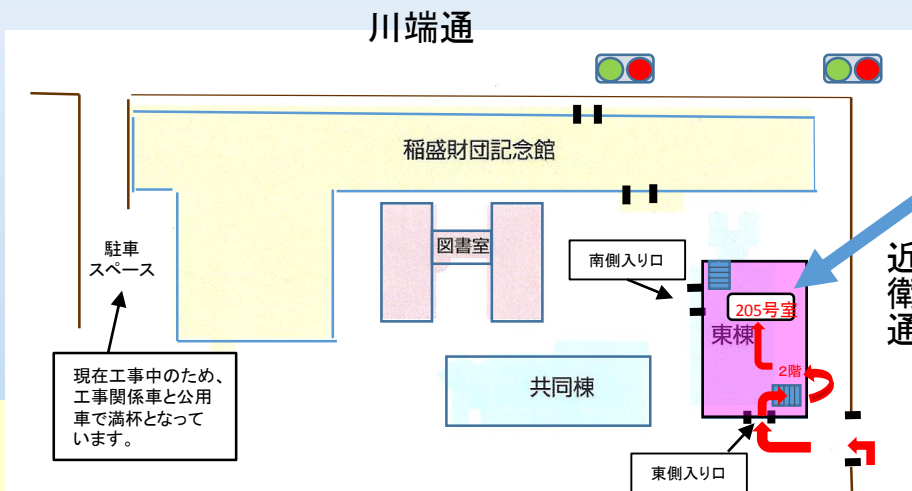 川端通
稲盛財団記念館
図書室
駐車
スペース
南側入り口
近
衛
通
205号室
東棟
2階
現在工事中のため、
工事関係車と公用
車で満杯となって
います。
共同棟
東側入り口